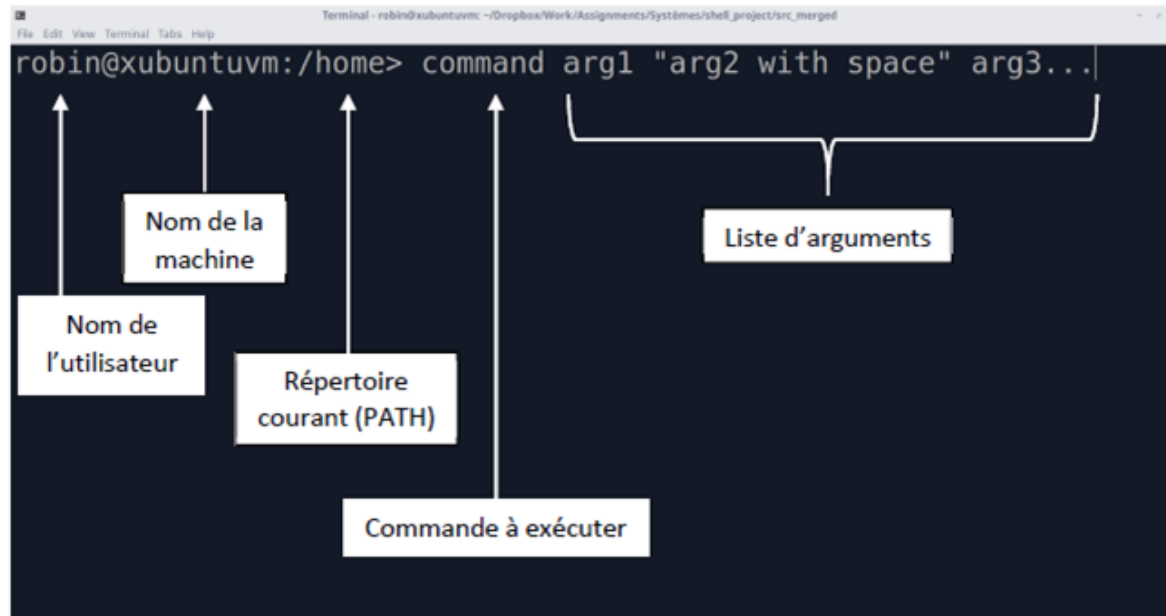 Terminal - robin@xubuntuvm: ~/Dropbox/Work/Assignments/Systèmes/shell_project/src_merged
File Edit View Terminal Tabs Help
robin@xubuntuvm:/home> command arg1 "arg2 with space" arg3...
Nom de la
machine
Liste d'arguments
Nom de
l'utilisateur
Répertoire
courant (PATH)
Commande à exécuter